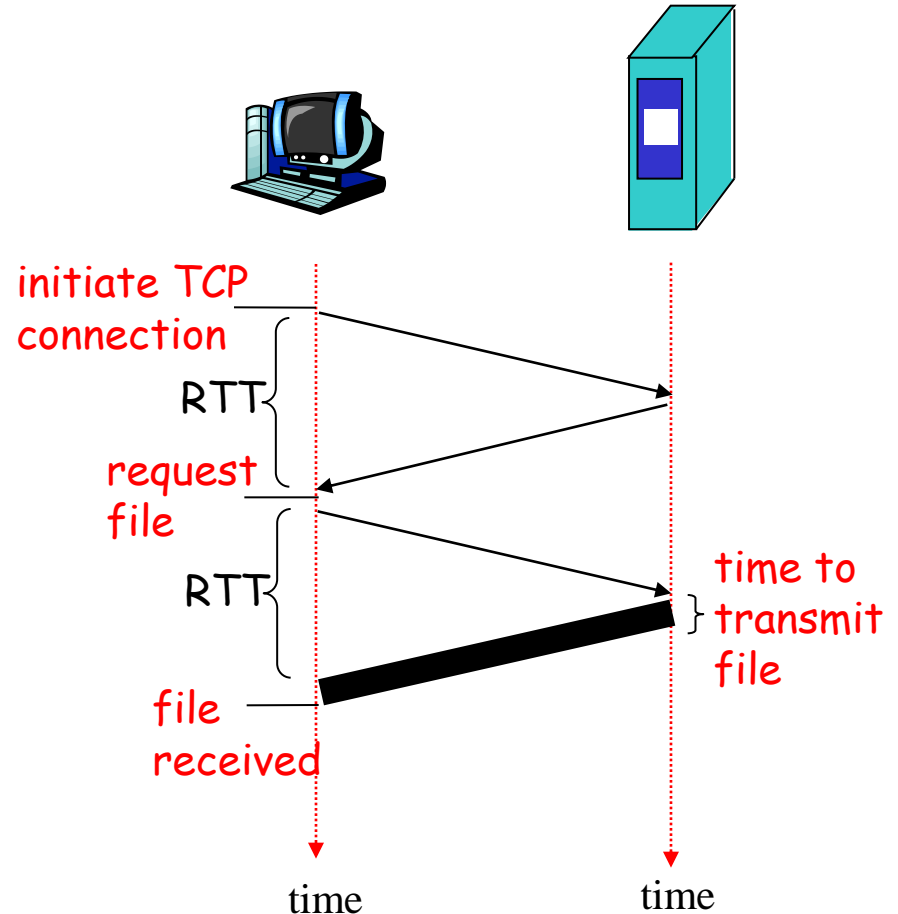 initiate TCP
connection
RTT
request
file
RTT
time to
transmit
file
file
received
time
time